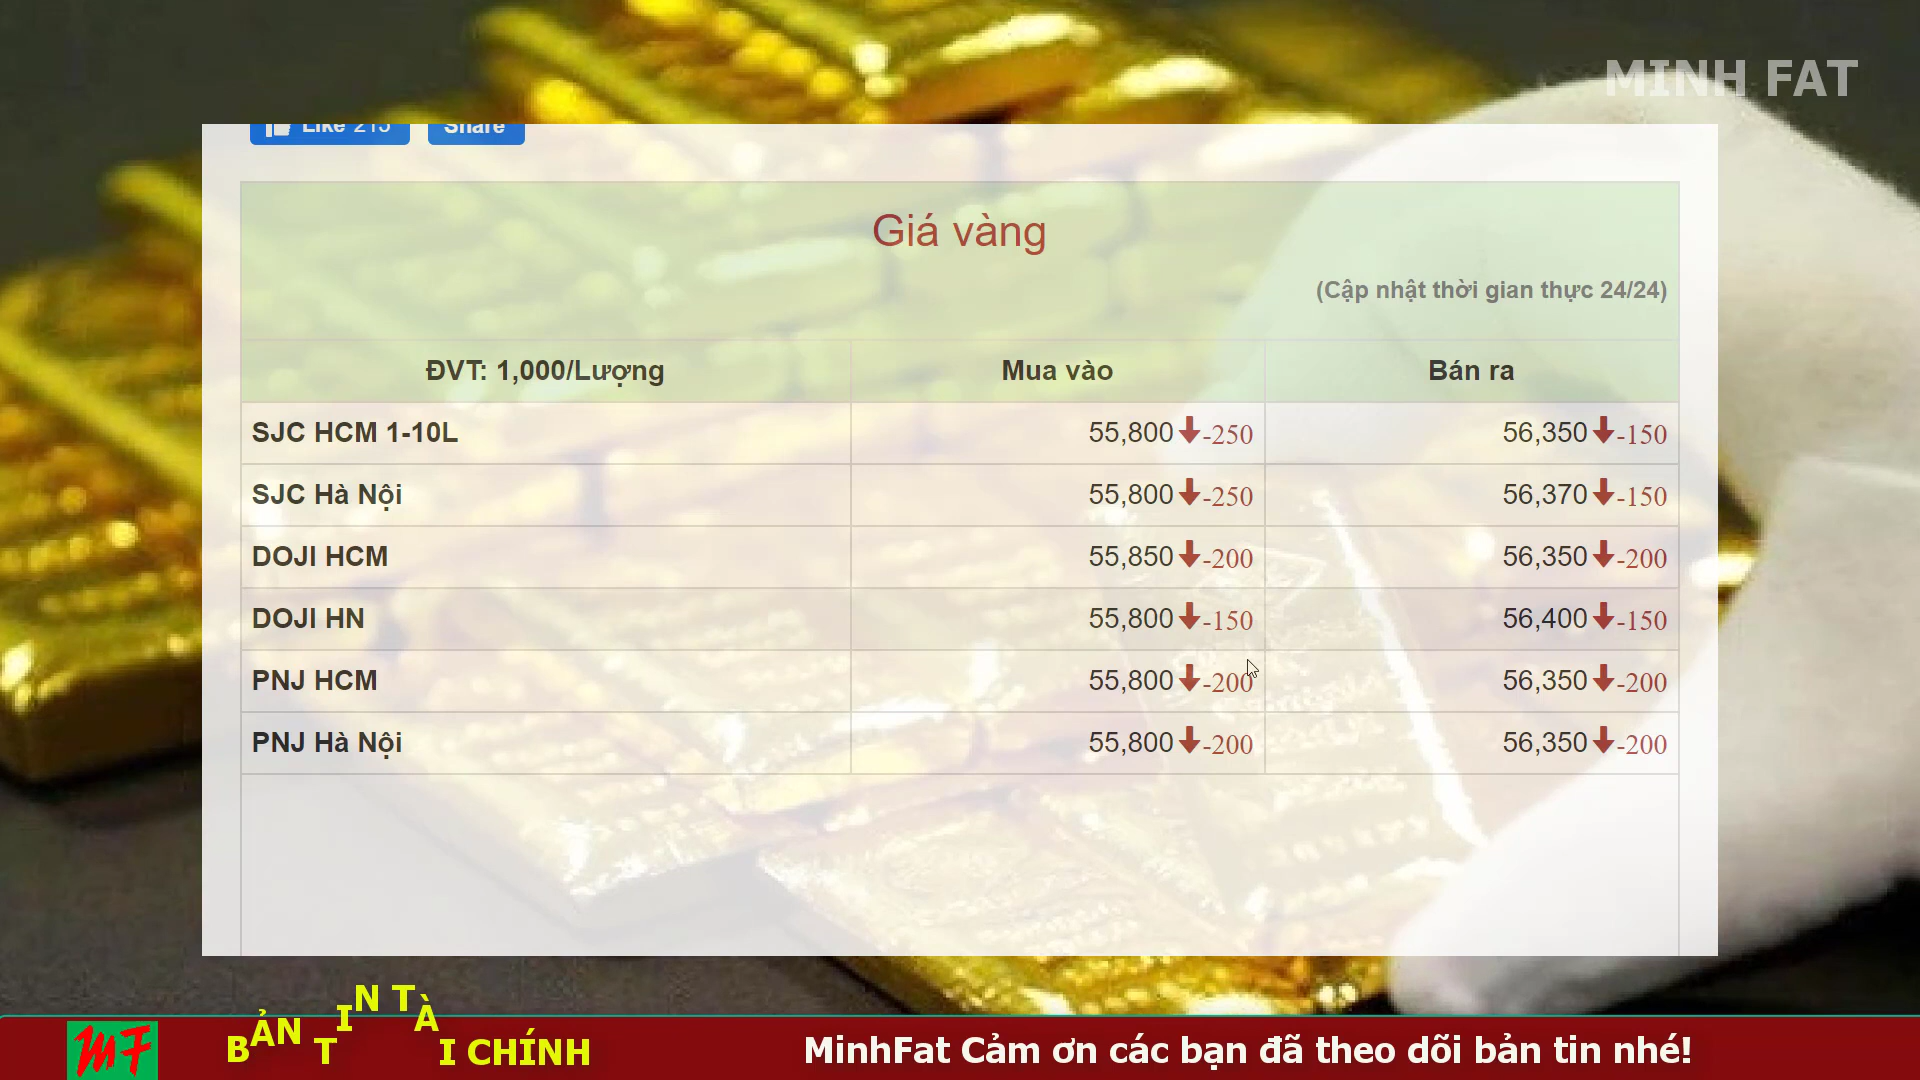 MINH FAT
Like 215 Share
Giá vàng
(Cập nhật thời gian thực 24/24)
ĐVT: 1,000/Lượng Mua vào Bán ra
SJC HCM 1-10L 55,800 -250 56,350 -150
SJC Hà Nội 55,800 -250 56,370 -150
DOJI HCM 55,850 -200 56,350 -200
DOJI HN 55,800 -150 56,400 -150
PNJ HCM 55,800 -200 56,350 -200
PNJ Hà Nội 55,800 -200 56,350 -200
MF BẢN TIN TÀI CHÍNH MinhFat Cảm ơn các bạn đã theo dõi bản tin nhé!